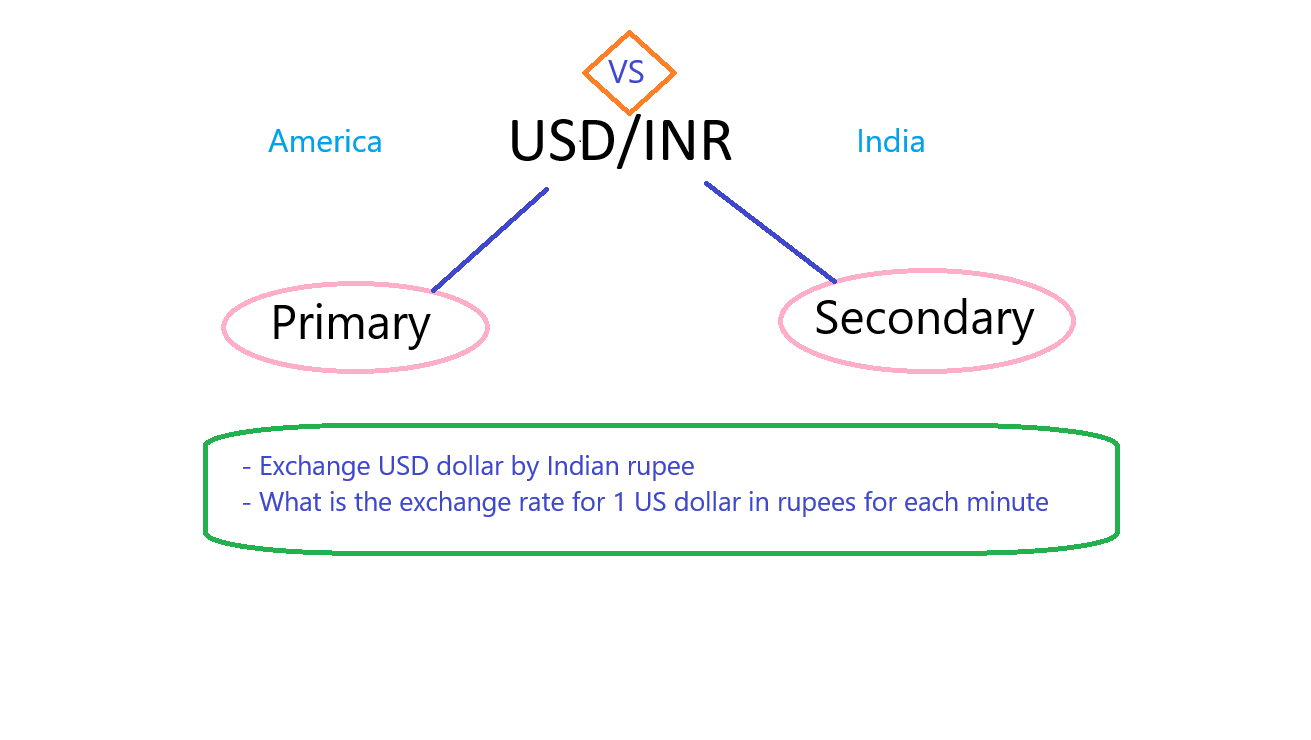 VS
America
USD/INR
India
Primary
Secondary
- Exchange USD dollar by Indian rupee
- What is the exchange rate for 1 US dollar in rupees for each minute